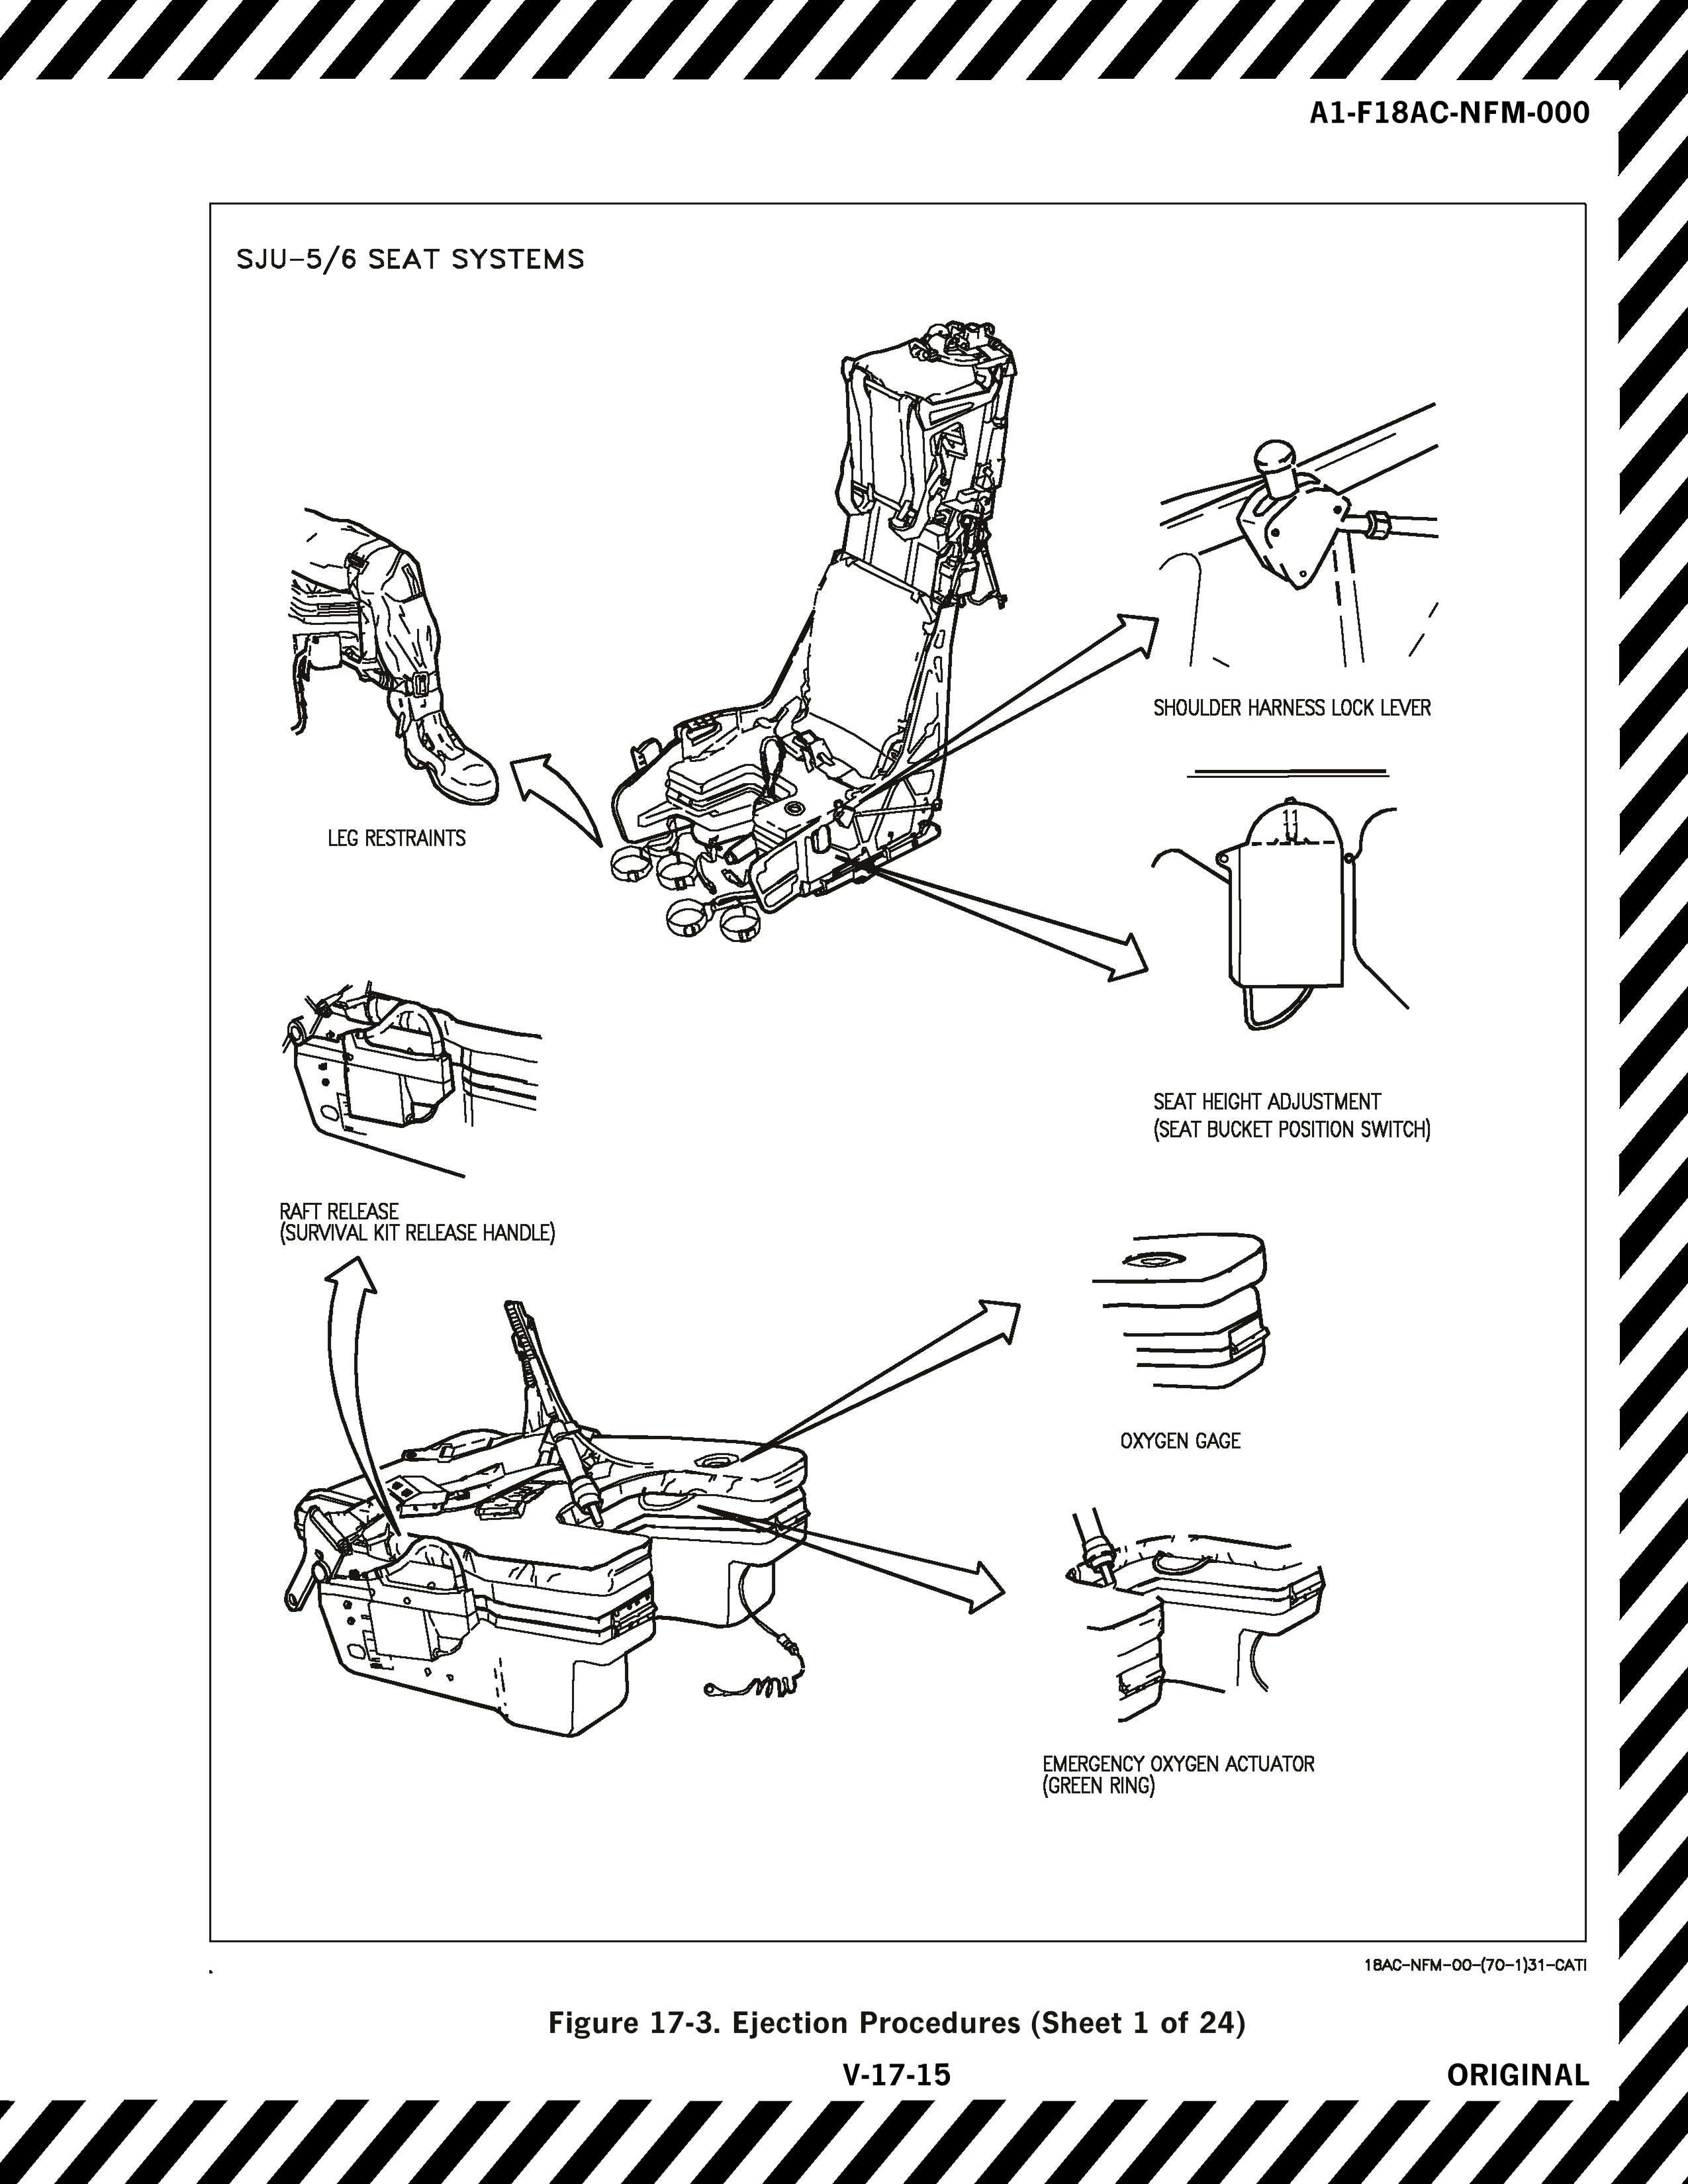 A1-F18AC-NFM-000
SJU-5/6 SEAT SYSTEMS
SHOULDER HARNESS LOCK LEVER
LEG RESTRAINTS
SEAT HEIGHT ADJUSTMENT
(SEAT BUCKET POSITION SWITCH)
RAFT RELEASE
(SURVIVAL KIT RELEASE HANDLE)
OXYGEN GAGE
EMERGENCY OXYGEN ACTUATOR
(GREEN RING)
18AC-NFM-00-(70-1)31-CATI
Figure 17-3. Ejection Procedures (Sheet 1 of 24)
V-17-15
ORIGINAL